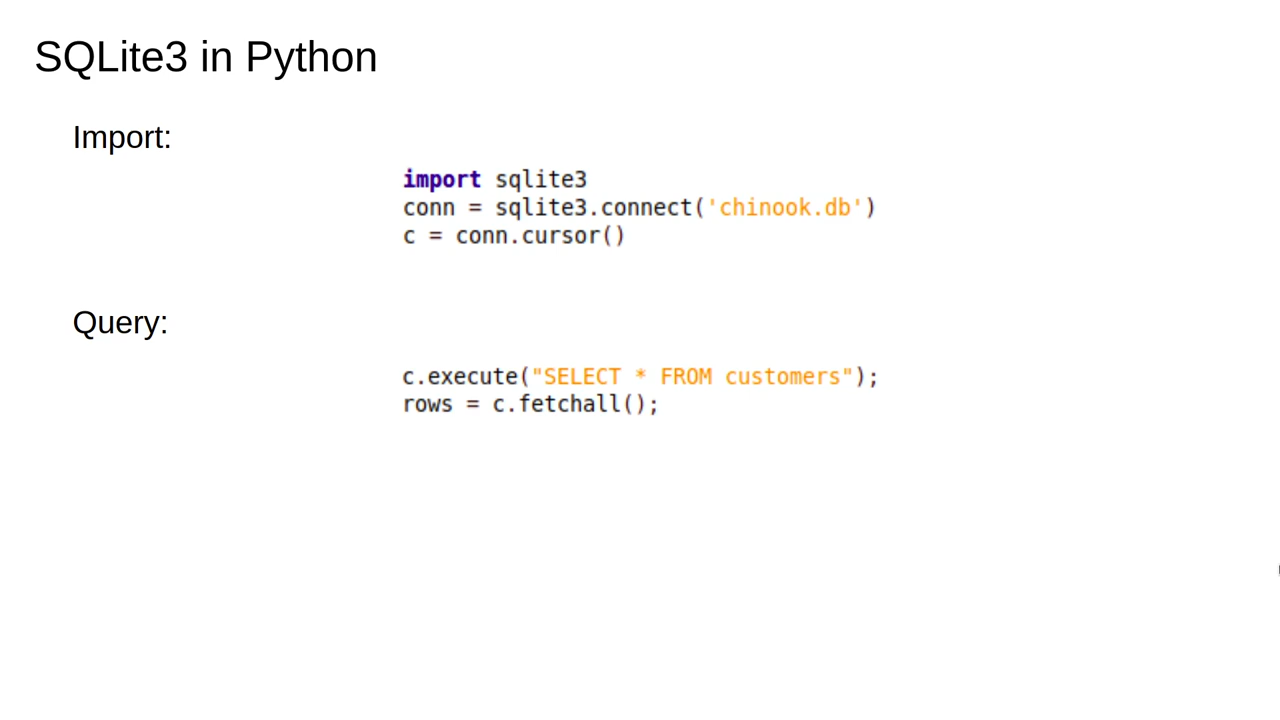 SQLite3 in Python
Import:
import sqlite3
conn = sqlite3.connect('chinook.db')
c = conn.cursor()
Query:
c.execute("SELECT * FROM customers");
rows = c.fetchall();